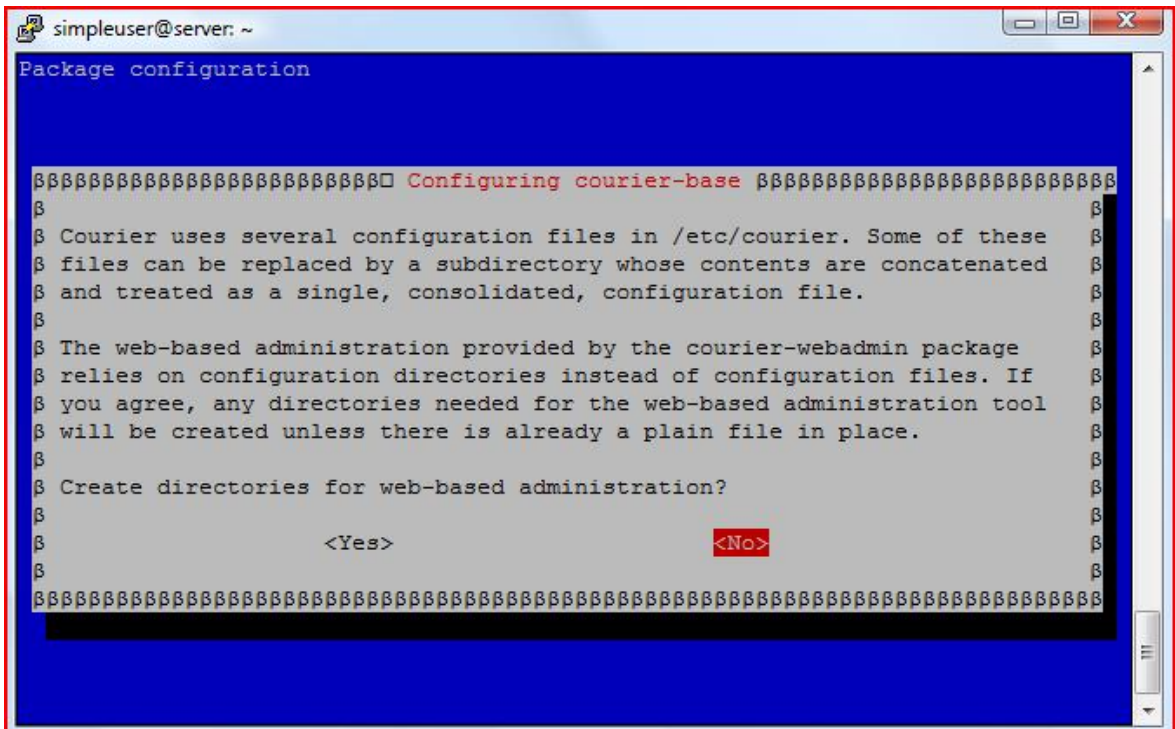 simpleuser@server: ~
Package configuration
βββββββββββββββββββββββββ□ Configuring courier-base ββββββββββββββββββββββββββ
β β
β Courier uses several configuration files in /etc/courier. Some of these β
β files can be replaced by a subdirectory whose contents are concatenated β
β and treated as a single, consolidated, configuration file. β
β β
β The web-based administration provided by the courier-webadmin package β
β relies on configuration directories instead of configuration files. If β
β you agree, any directories needed for the web-based administration tool β
β will be created unless there is already a plain file in place. β
β β
β Create directories for web-based administration? β
β β
β <Yes> <No> β
β β
βββββββββββββββββββββββββββββββββββββββββββββββββββββββββββββββββββββββββββββ